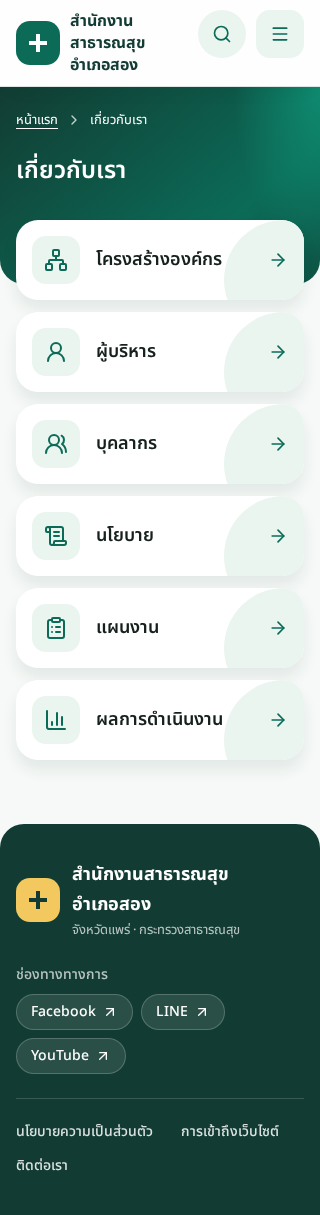 สำนักงาน
สาธารณสุข
อำเภอสอง
หน้าแรก > เกี่ยวกับเรา
เกี่ยวกับเรา
โครงสร้างองค์กร
ผู้บริหาร
บุคลากร
นโยบาย
แผนงาน
ผลการดำเนินงาน
สำนักงานสาธารณสุข
อำเภอสอง
จังหวัดแพร่ · กระทรวงสาธารณสุข
ช่องทางทางการ
Facebook
LINE
YouTube
นโยบายความเป็นส่วนตัว
การเข้าถึงเว็บไซต์
ติดต่อเรา